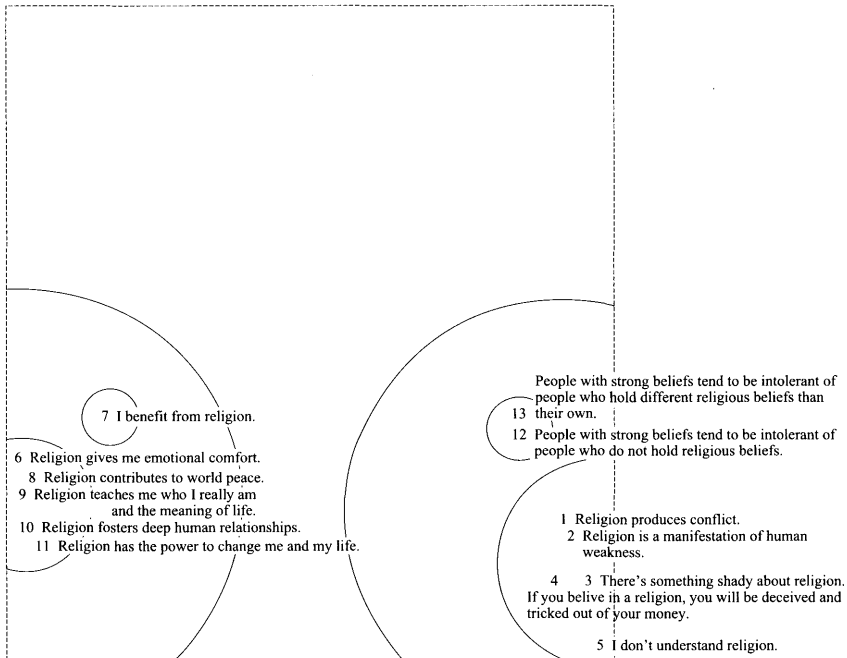 People with strong beliefs tend to be intolerant of
people who hold different religious beliefs than
13 their own.
7 I benefit from religion.
12 People with strong beliefs tend to be intolerant of
people who do not hold religious beliefs.
6 Religion gives me emotional comfort.
8 Religion contributes to world peace.
9 Religion teaches me who I really am
and the meaning of life.
10 Religion fosters deep human relationships.
11 Religion has the power to change me and my life.
1 Religion produces conflict.
2 Religion is a manifestation of human
weakness.
4 3 There's something shady about religion.
If you belive in a religion, you will be deceived and
tricked out of your money.
5 I don't understand religion.